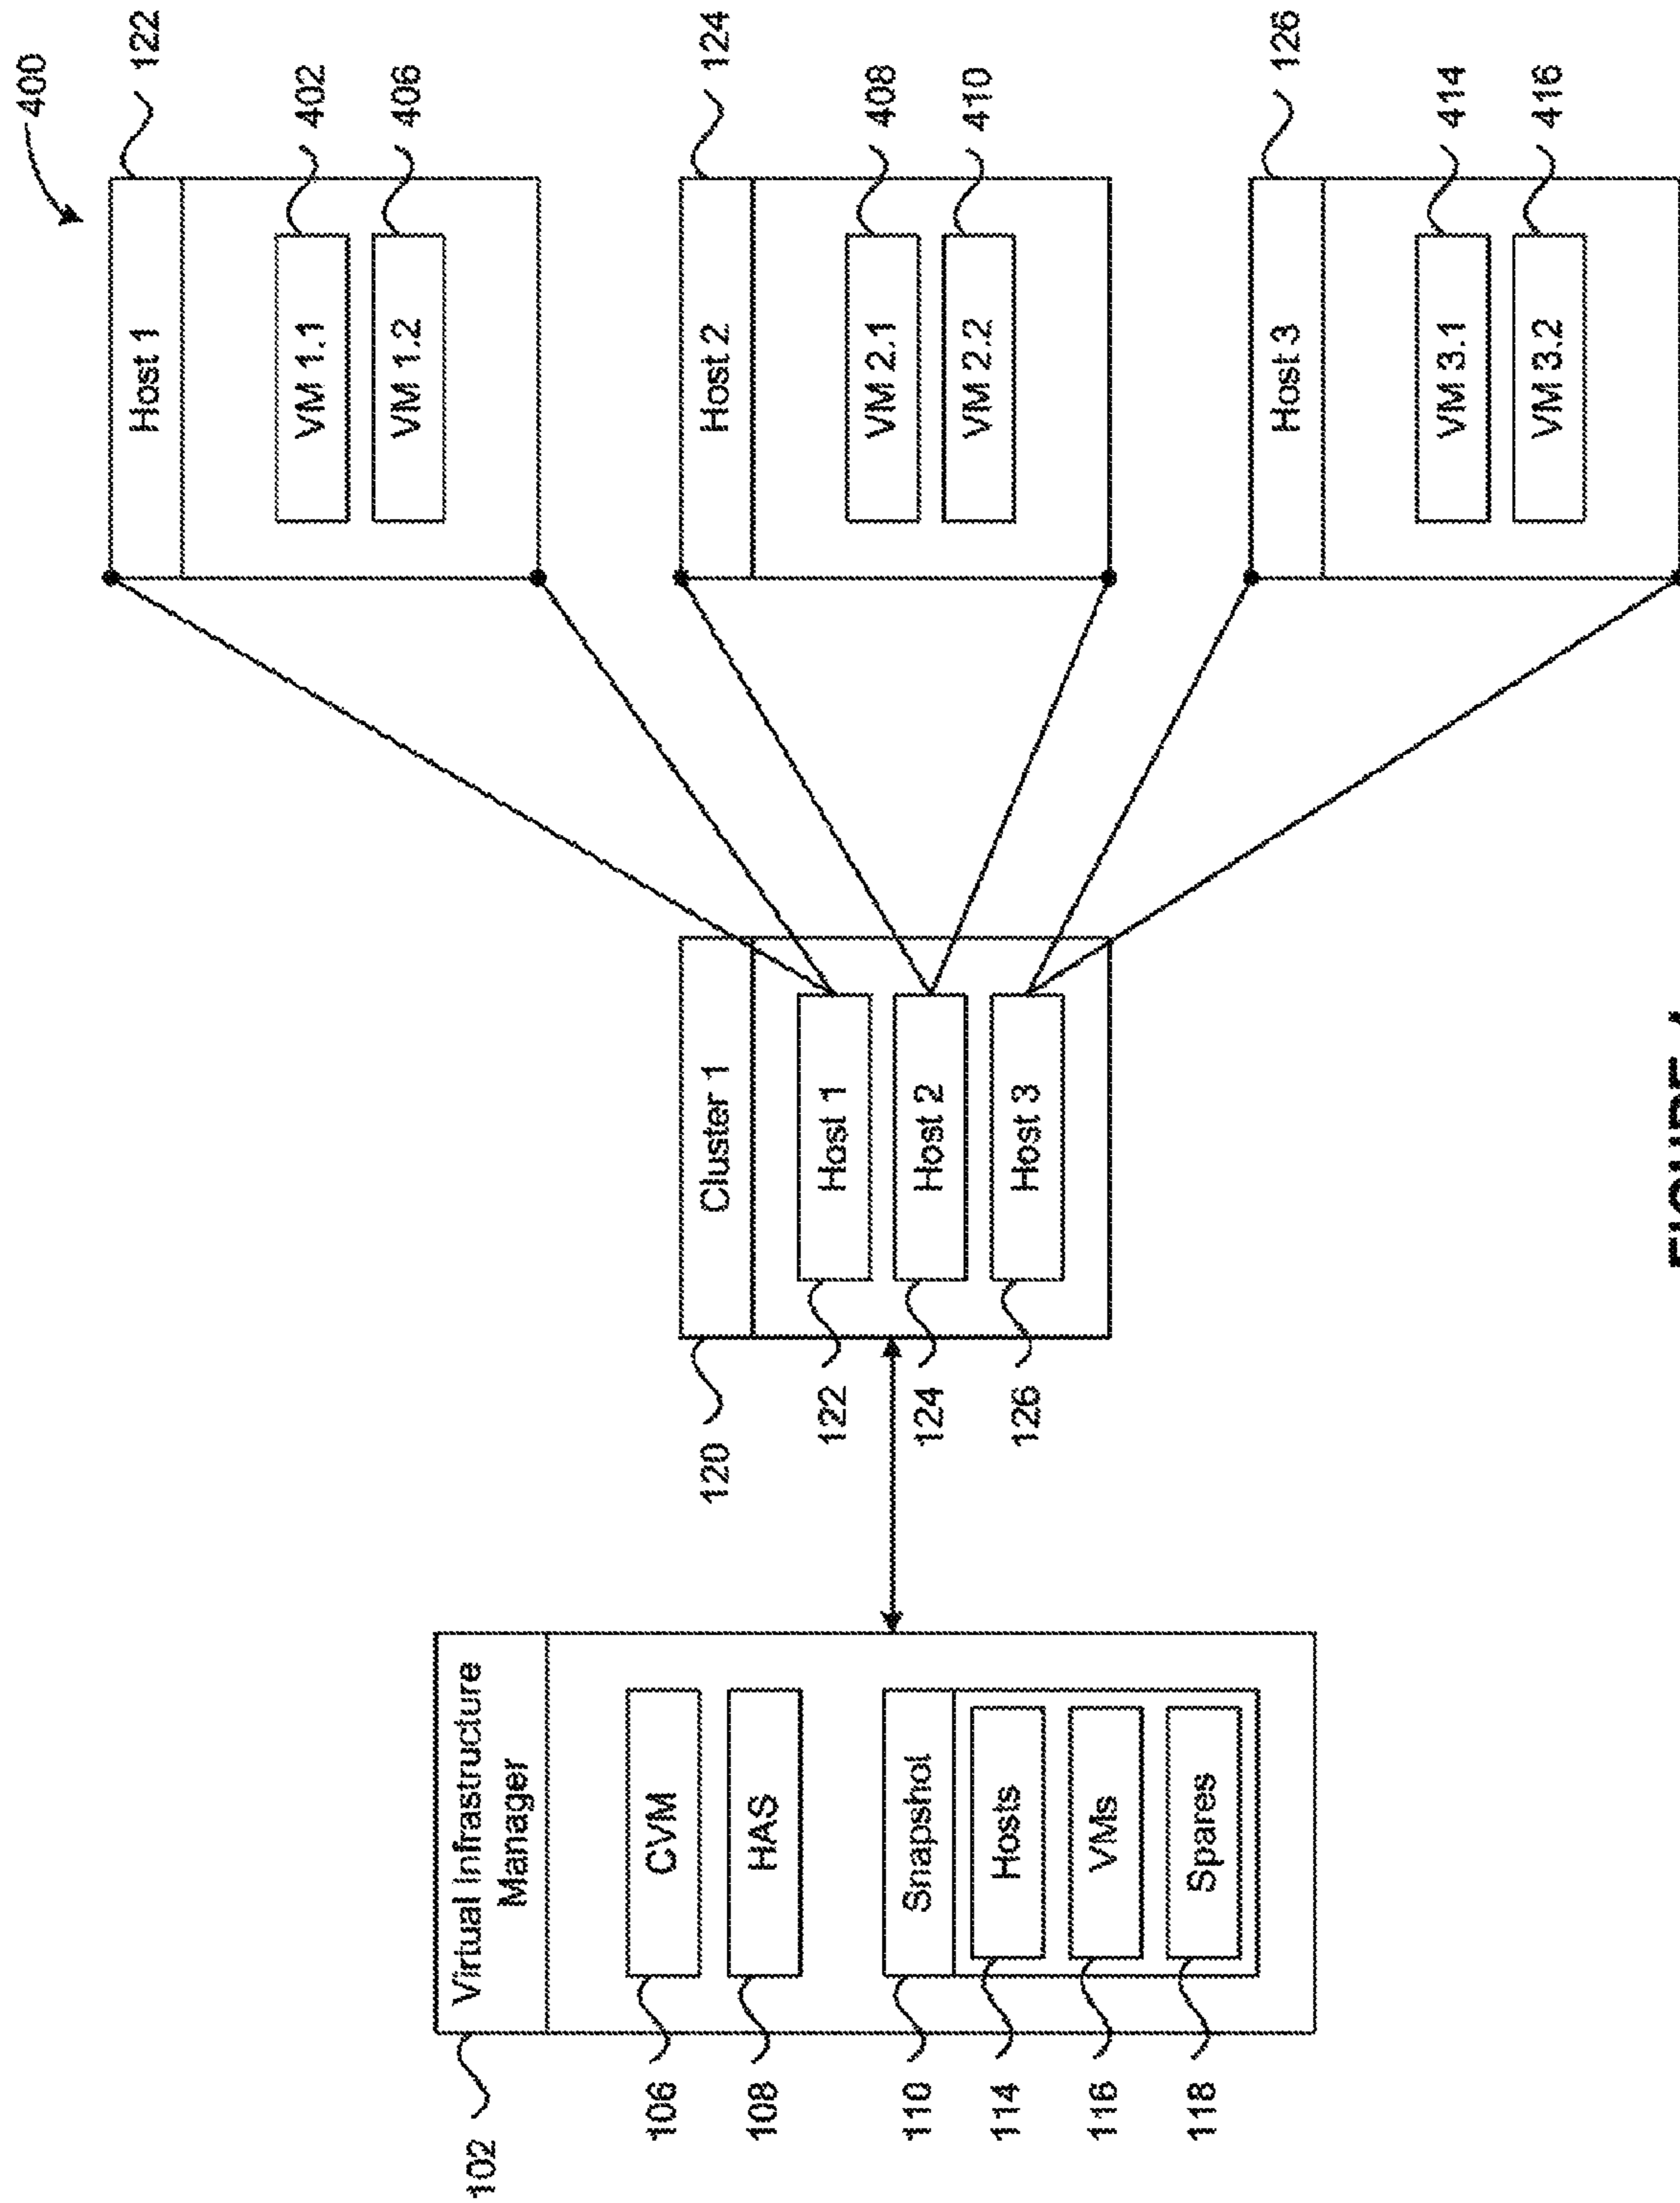 400
102
Virtual Infrastructure
Manager
106
CVM
108
HAS
110
Snapshot
114
Hosts
116
VMs
118
Spares
120
Cluster 1
122
Host 1
124
Host 2
126
Host 3
Host 1
122
VM 1.1
402
VM 1.2
406
Host 2
124
VM 2.1
408
VM 2.2
410
Host 3
126
VM 3.1
414
VM 3.2
416
FIGURE 4